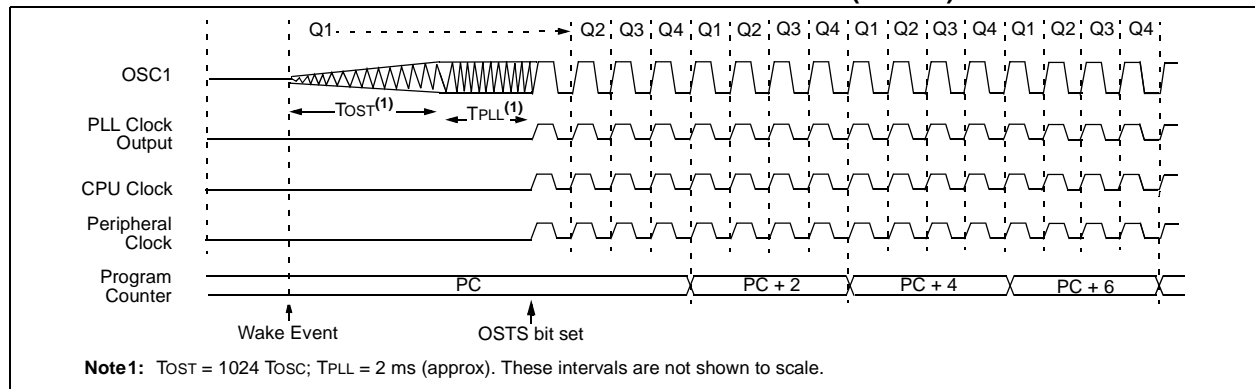 Q1 Q2 Q3 Q4 Q1 Q2 Q3 Q4 Q1 Q2 Q3 Q4 Q1 Q2 Q3 Q4
OSC1
TOST(1) TPLL(1)
PLL Clock
Output
CPU Clock
Peripheral
Clock
Program
Counter
PC PC + 2 PC + 4 PC + 6
Wake Event OSTS bit set
Note1: TOST = 1024 TOSC; TPLL = 2 ms (approx). These intervals are not shown to scale.